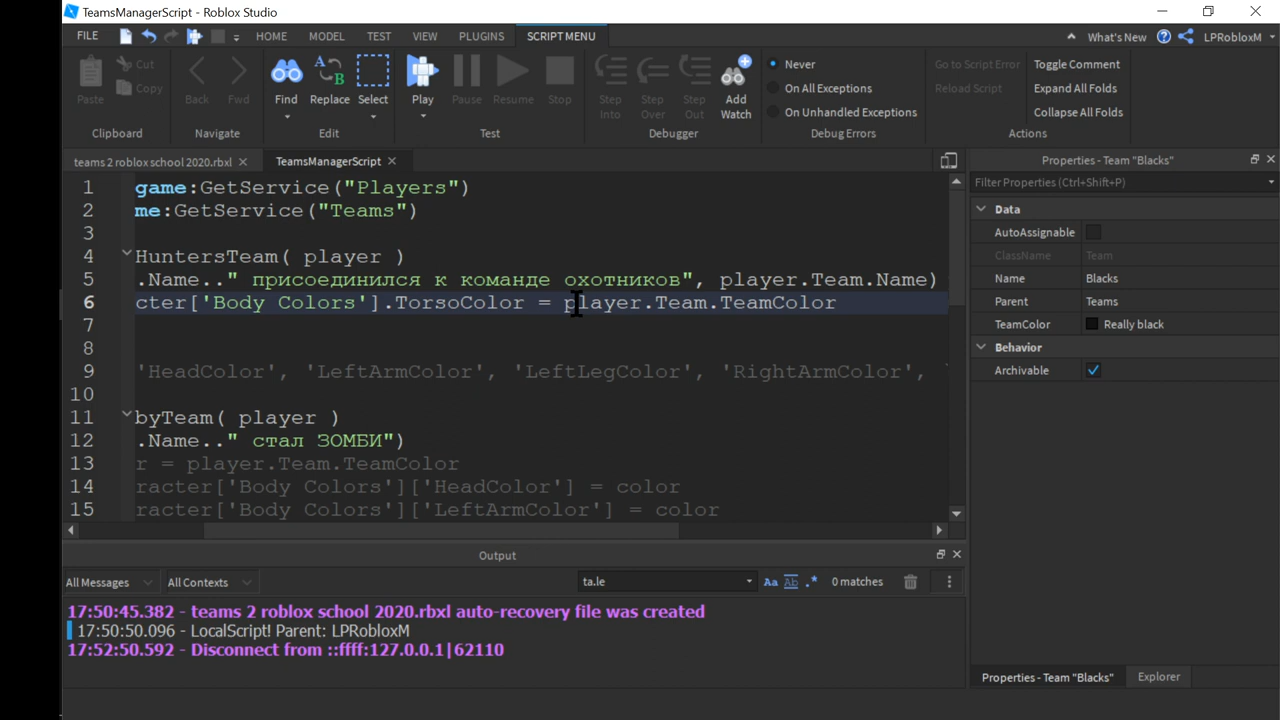 TeamsManagerScript - Roblox Studio
FILE HOME MODEL TEST VIEW PLUGINS SCRIPT MENU What's New LPRobloxM
Paste Cut Copy Back Fwd Find Replace Select Play Pause Resume Stop Step Into Step Over Step Out Add Watch Never On All Exceptions On Unhandled Exceptions Go to Script Error Reload Script Toggle Comment Expand All Folds Collapse All Folds
Clipboard Navigate Edit Test Debugger Debug Errors Actions
teams 2 roblox school 2020.rbxl TeamsManagerScript
1 game:GetService("Players")
2 me:GetService("Teams")
3
4 HuntersTeam( player )
5 .Name.." присоединился к команде охотников", player.Team.Name)
6 cter['Body Colors'].TorsoColor = player.Team.TeamColor
7
8
9 'HeadColor', 'LeftArmColor', 'LeftLegColor', 'RightArmColor', '
10
11 byTeam( player )
12 .Name.." стал ЗОМБИ")
13 r = player.Team.TeamColor
14 racter['Body Colors']['HeadColor'] = color
15 racter['Body Colors']['LeftArmColor'] = color
Properties - Team "Blacks"
Filter Properties (Ctrl+Shift+P)
Data
AutoAssignable
ClassName Team
Name Blacks
Parent Teams
TeamColor Really black
Behavior
Archivable
Output
All Messages All Contexts ta.le Aa Ab .* 0 matches
17:50:45.382 - teams 2 roblox school 2020.rbxl auto-recovery file was created
17:50:50.096 - LocalScript! Parent: LPRobloxM
17:52:50.592 - Disconnect from ::ffff:127.0.0.1|62110
Properties - Team "Blacks" Explorer